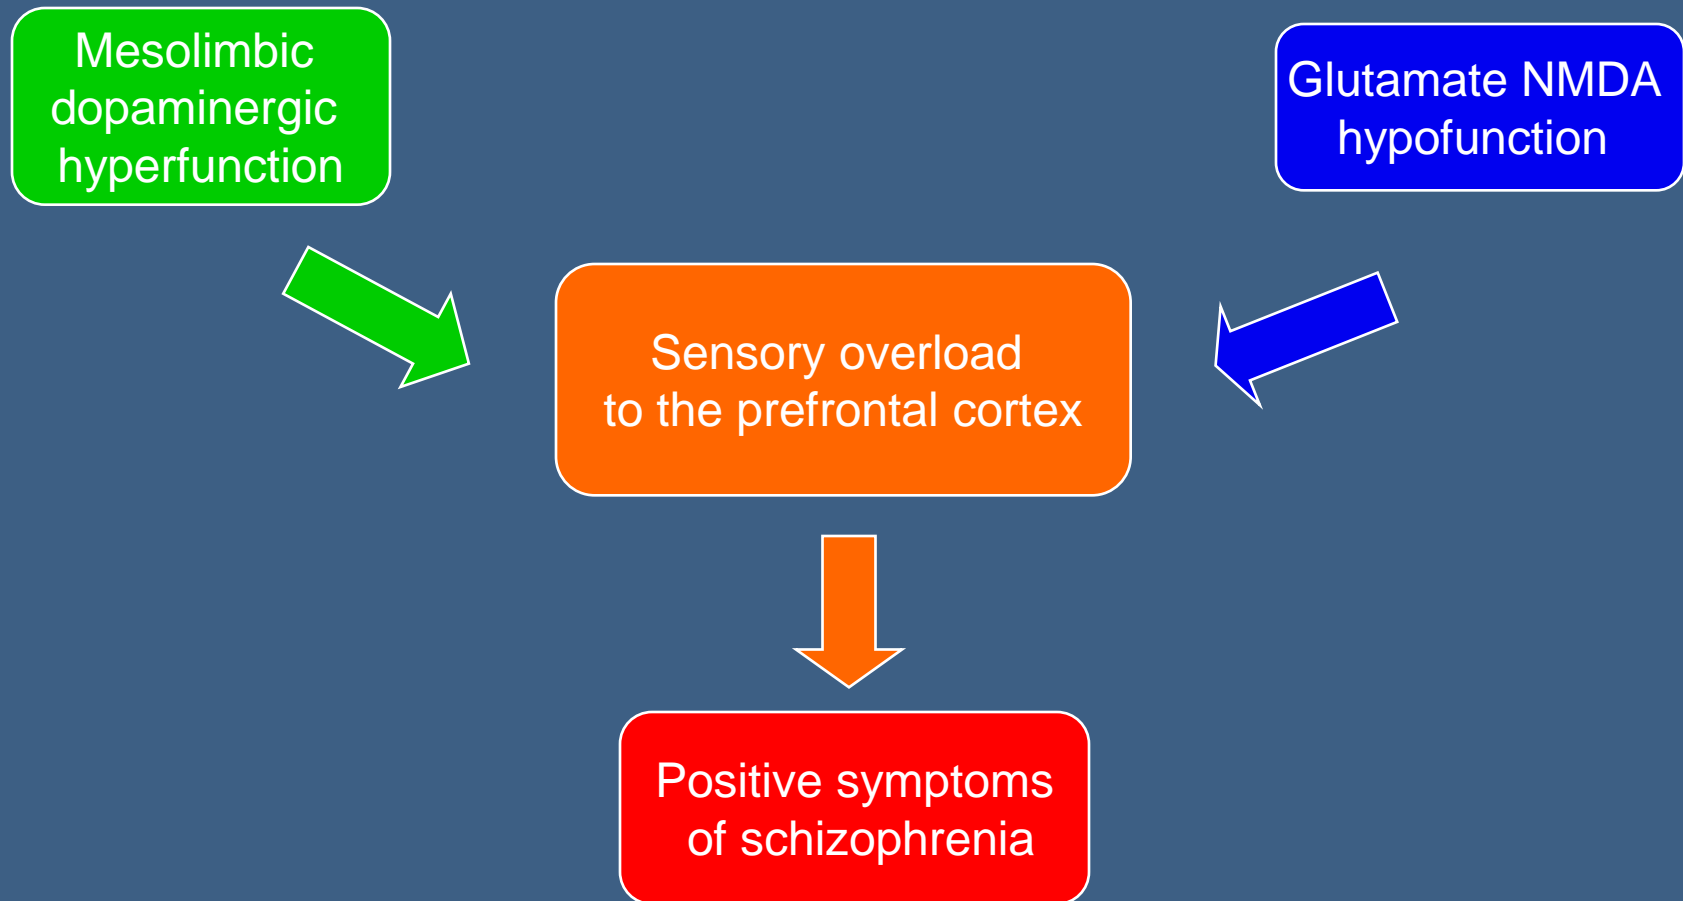 Mesolimbic
dopaminergic
hyperfunction
Glutamate NMDA
hypofunction
Sensory overload
to the prefrontal cortex
Positive symptoms
of schizophrenia